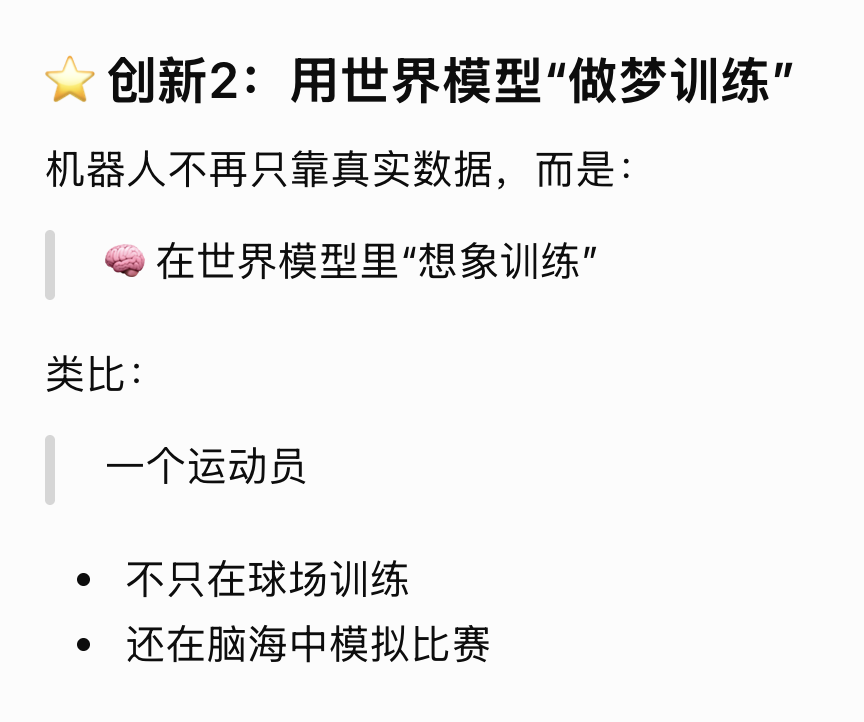 ⭐ 创新2：用世界模型“做梦训练”
机器人不再只靠真实数据，而是：
🧠 在世界模型里“想象训练”
类比：
一个运动员
• 不只在球场训练
• 还在脑海中模拟比赛